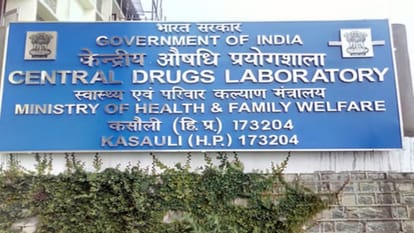 भारत सरकार
GOVERNMENT OF INDIA
केन्द्रीय औषधि प्रयोगशाला
CENTRAL DRUGS LABORATORY
स्वास्थ्य एवं परिवार कल्याण मंत्रालय
MINISTRY OF HEALTH & FAMILY WELFARE
कसौली (हि.प्र.) 173204
KASAULI (H.P.) 173204